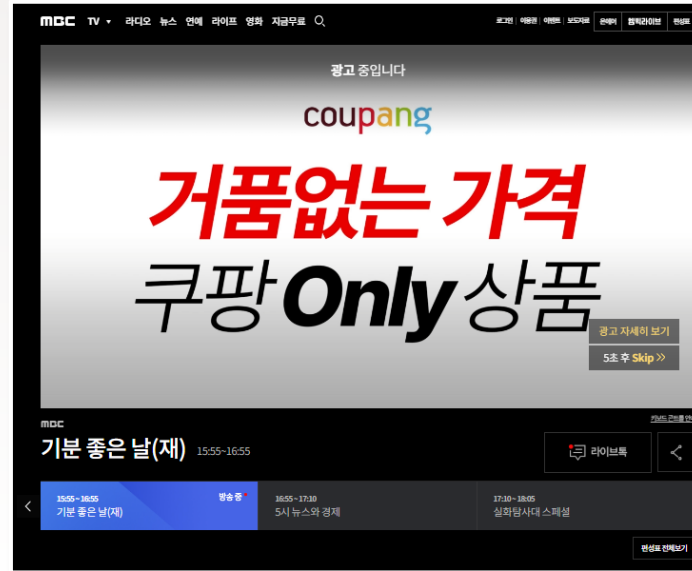 MBC TV 라디오 뉴스 연예 라이프 영화 지금무료
로그인 이용권 이벤트 보도자료 온에어 협찬라이브 편성표
광고 중입니다
coupang
거품없는 가격
쿠팡 Only 상품
광고 자세히 보기
5초 후 Skip
MBC
기분 좋은 날(재) 15:55~16:55
라이브톡
15:55~16:55 방송중
기분 좋은 날(재)
16:55~17:10
5시 뉴스와 경제
17:10~18:05
실화탐사대 스페셜
편성표 전체보기